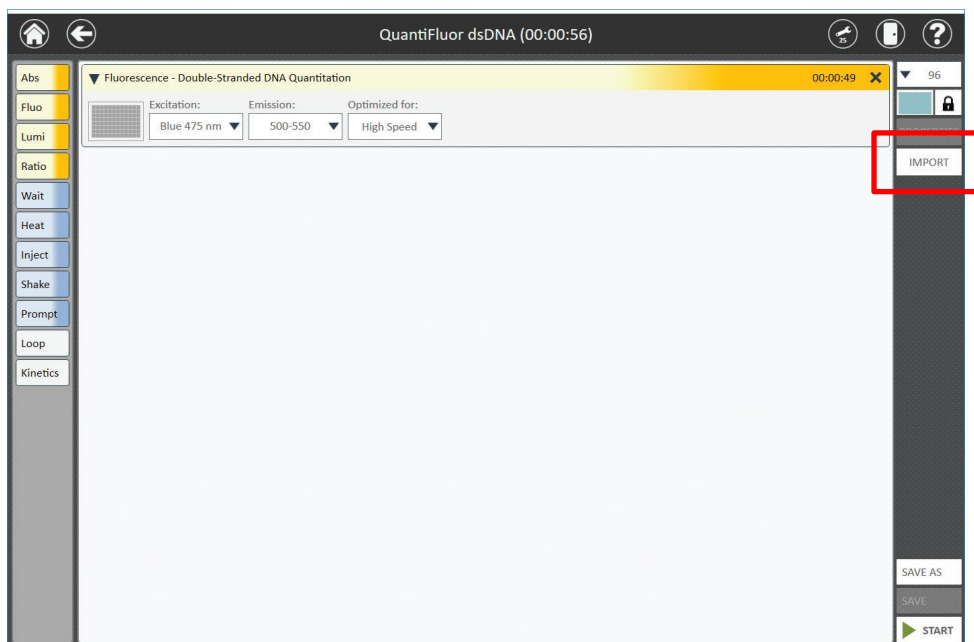 QuantiFluor dsDNA (00:00:56)
25
?
Abs
Fluo
Lumi
Ratio
Wait
Heat
Inject
Shake
Prompt
Loop
Kinetics
Fluorescence - Double-Stranded DNA Quantitation 00:00:49
Excitation: Emission: Optimized for:
Blue 475 nm 500-550 High Speed
96
IMPORT
SAVE AS
SAVE
START